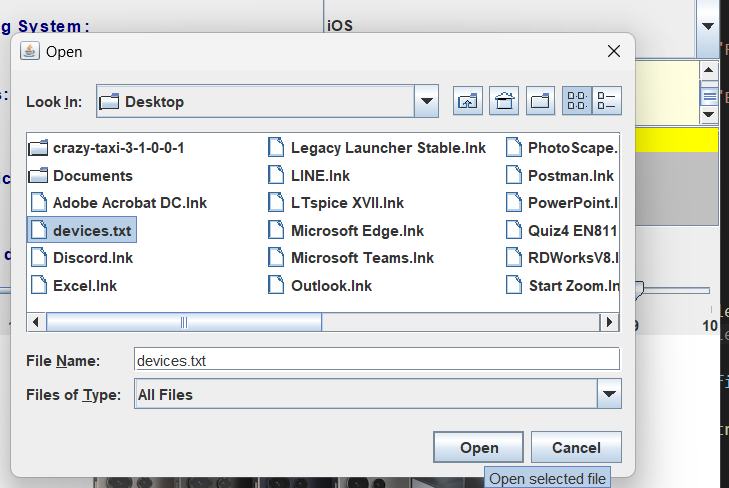 g System:
iOS
Open
s:
Look In:
Desktop
crazy-taxi-3-1-0-0-1
Legacy Launcher Stable.lnk
PhotoScape.
Documents
LINE.lnk
Postman.lnk
Adobe Acrobat DC.lnk
LTspice XVII.lnk
PowerPoint.l
devices.txt
Microsoft Edge.lnk
Quiz4 EN811
Discord.lnk
Microsoft Teams.lnk
RDWorksV8.l
Excel.lnk
Outlook.lnk
Start Zoom.ln
9
10
File Name:
devices.txt
Files of Type:
All Files
Open
Cancel
Open selected file